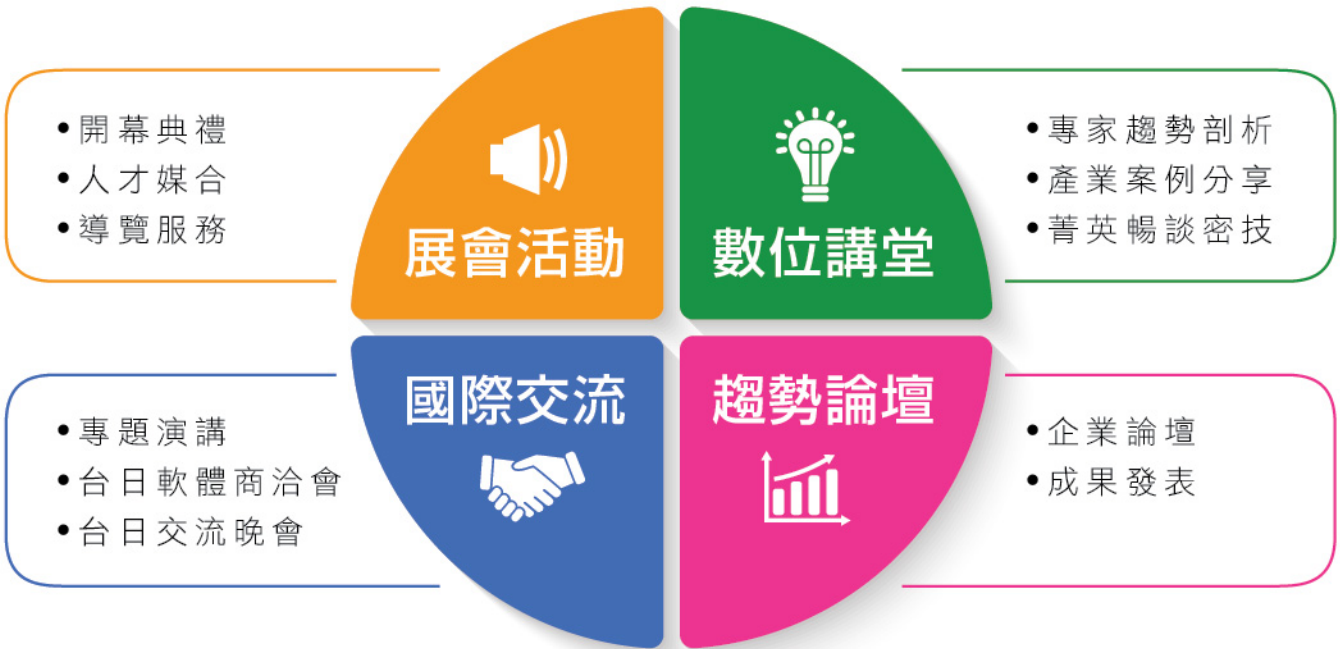 展會活動
•開幕典禮
•人才媒合
•導覽服務
數位講堂
•專家趨勢剖析
•產業案例分享
•菁英暢談密技
國際交流
•專題演講
•台日軟體商洽會
•台日交流晚會
趨勢論壇
•企業論壇
•成果發表